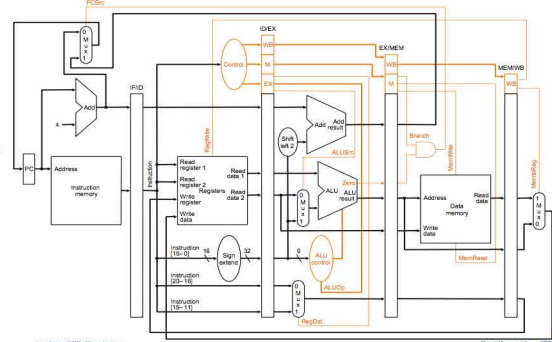 PCSrc
ID/EX
0
M
u
x
1
WB
EX/MEM
Control
M
WB
MEM/WB
IF/ID
EX
M
WB
Add
4
RegWrite
Shift
left 2
Add
Add
result
Branch
ALUSrc
MemWrite
PC
Address
Instruction
memory
Instruction
Read
register 1
Read
register 2
Registers
Write
register
Write
data
Read
data 1
Read
data 2
0
M
u
x
1
Zero
ALU
ALU
result
Address
Data
memory
Write
data
Read
data
MemtoReg
1
M
u
x
0
Instruction
[15–0]
16
Sign
extend
32
6
ALU
control
MemRead
Instruction
[20–16]
ALUOp
0
M
u
x
1
Instruction
[15–11]
RegDst